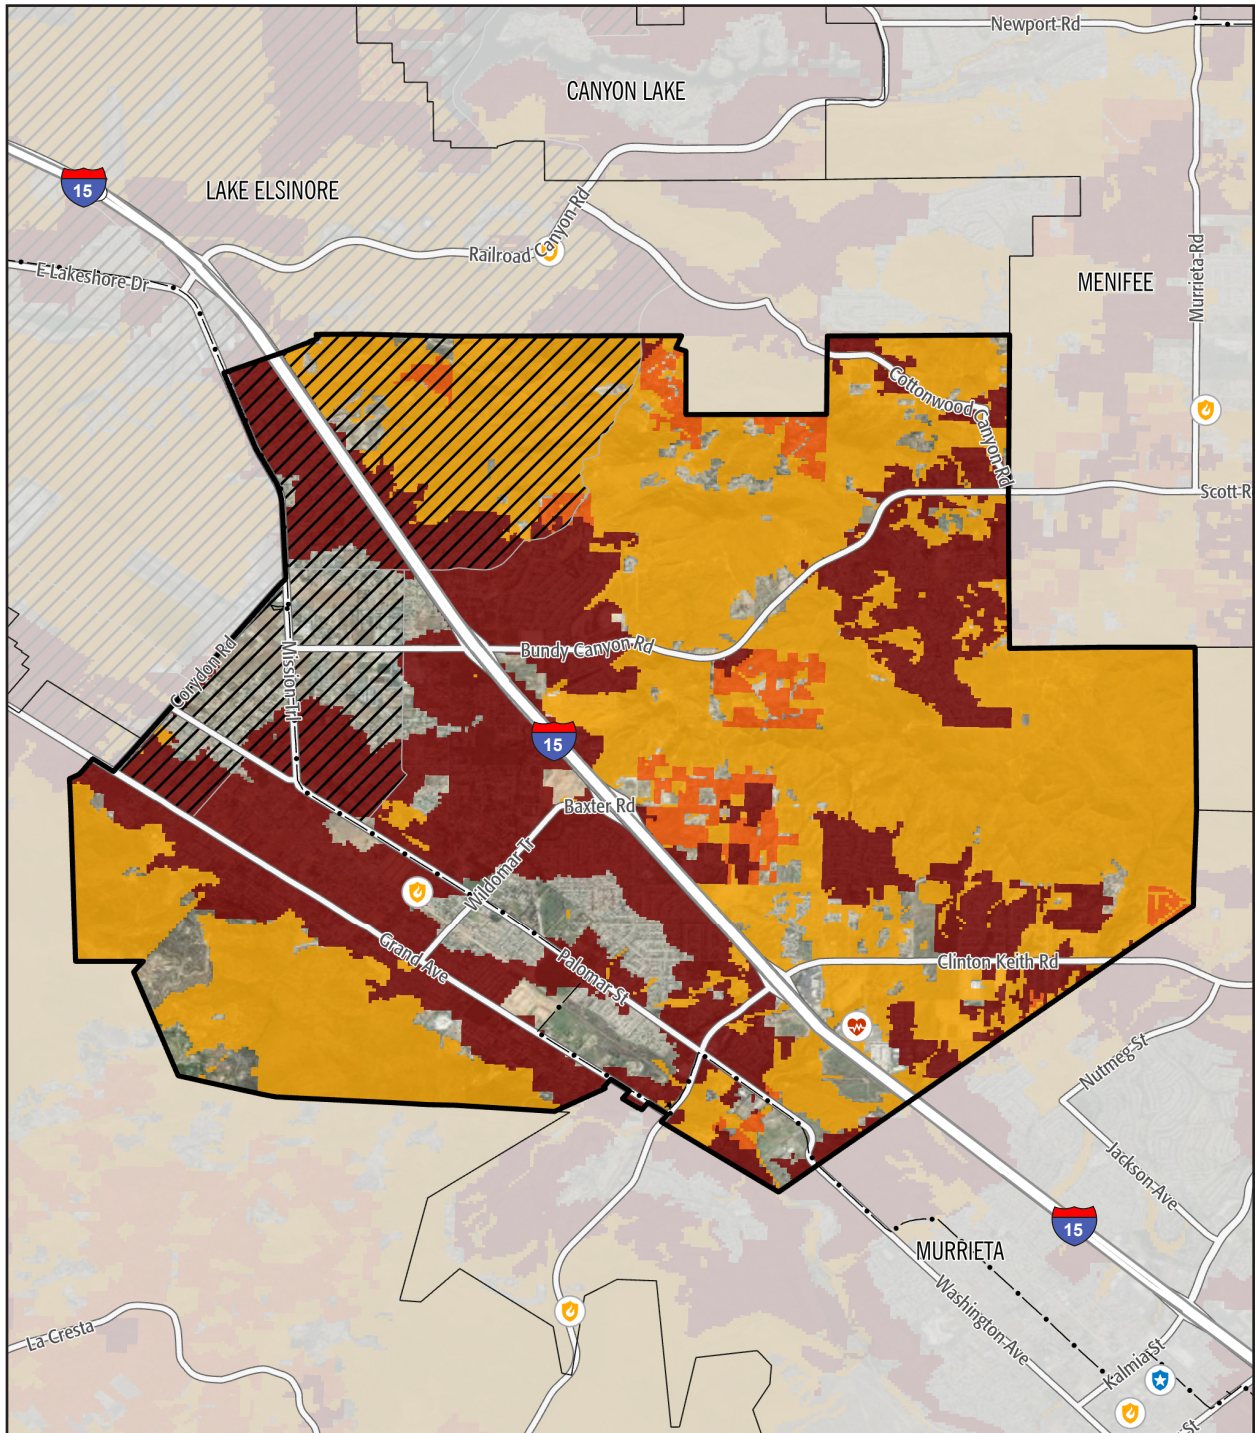 Newport Rd
CANYON LAKE
15
LAKE ELSINORE
Railroad Canyon Rd
E Lakeshore Dr
MENIFEE
Murrieta Rd
Cottonwood Canyon Rd
Scott R
Corydon Rd
Mission Trl
Bundy Canyon Rd
15
Baxter Rd
Wildomar Tr
Grand Ave
Palomar St
Clinton Keith Rd
Nutmeg St
Jackson Ave
15
MURRIETA
Washington Ave
La Cresta
Kalmia St
St